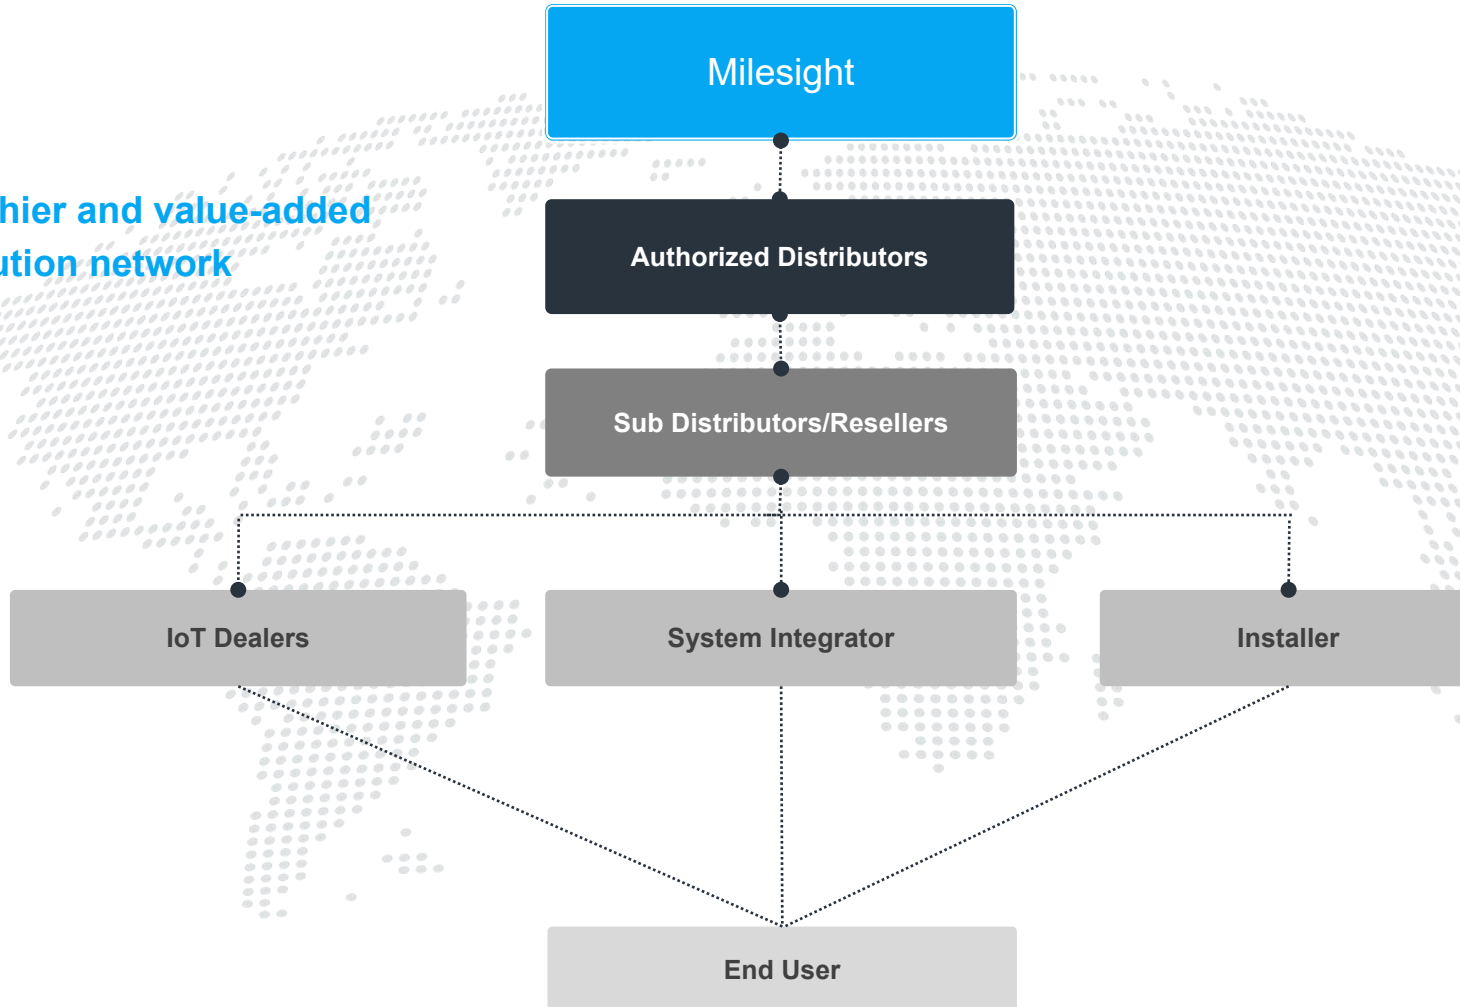 Milesight
hier and value-added
ution network
Authorized Distributors
Sub Distributors/Resellers
IoT Dealers
System Integrator
Installer
End User